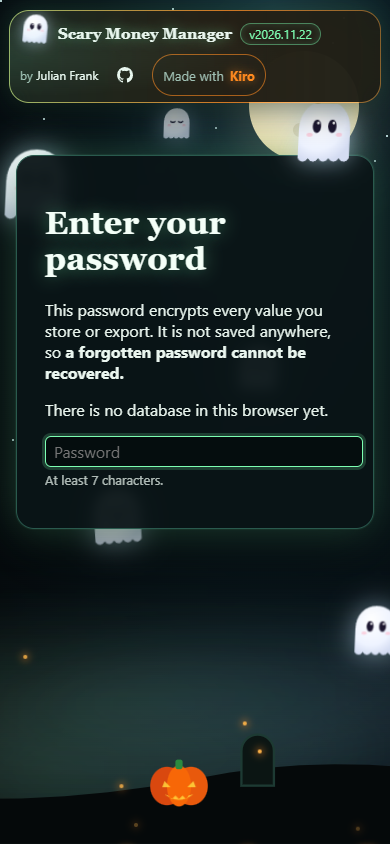 Scary Money Manager v2026.11.22
by Julian Frank Made with Kiro
Enter your
password
This password encrypts every value you
store or export. It is not saved anywhere,
so a forgotten password cannot be
recovered.
There is no database in this browser yet.
Password
At least 7 characters.